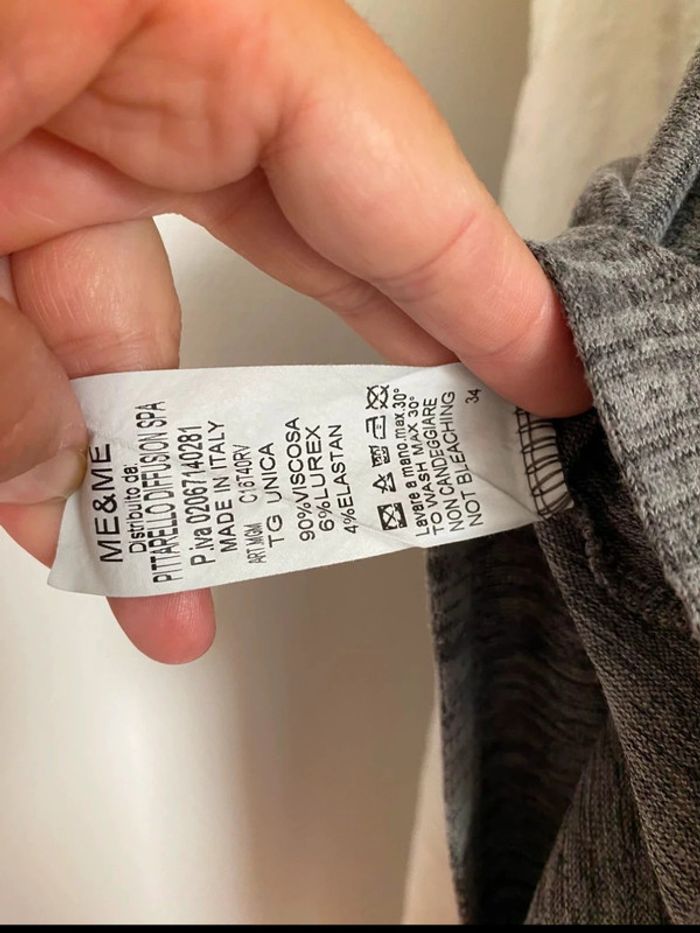 ME&ME
Distribuito da:
PITTARELLO DIFFUSION SPA
P.iva 02067140281
MADE IN ITALY
ART MGM C16T40RV
TG UNICA
90%VISCOSA
6%LUREX
4%ELASTAN
Lavare a mano.max.30°
TO WASH MAX 30°
NON CANDEGGIARE
NOT BLEACHING
34